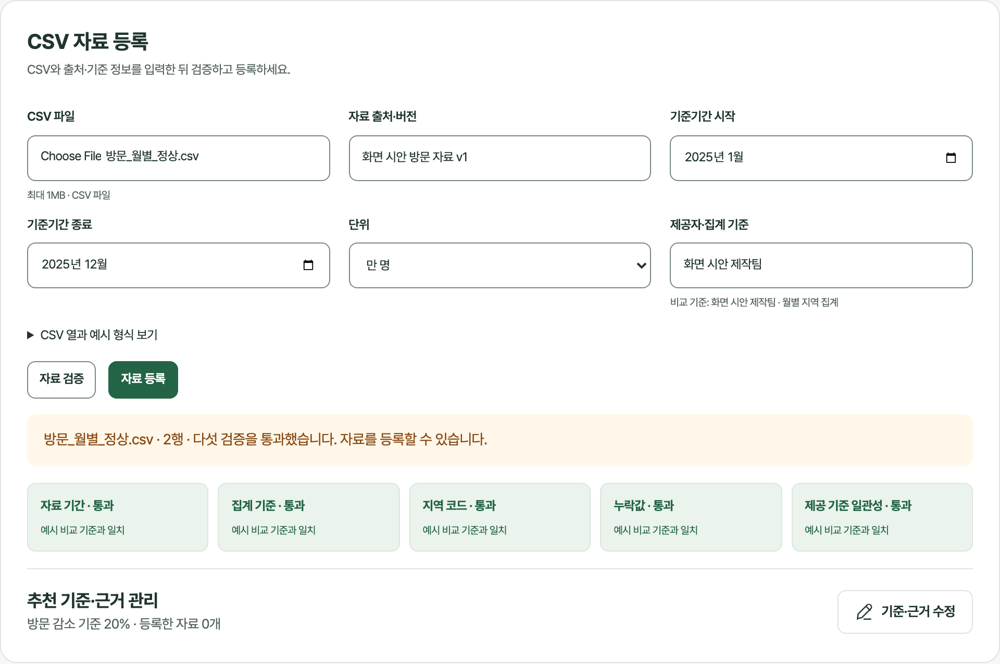 CSV 자료 등록
CSV와 출처·기준 정보를 입력한 뒤 검증하고 등록하세요.
CSV 파일
자료 출처·버전
기준기간 시작
Choose File 방문_월별_정상.csv
화면 시안 방문 자료 v1
2025년 1월
최대 1MB · CSV 파일
기준기간 종료
단위
제공자·집계 기준
2025년 12월
만 명
화면 시안 제작팀
비교 기준: 화면 시안 제작팀 · 월별 지역 집계
CSV 열과 예시 형식 보기
자료 검증
자료 등록
방문_월별_정상.csv · 2행 · 다섯 검증을 통과했습니다. 자료를 등록할 수 있습니다.
자료 기간 · 통과
예시 비교 기준과 일치
집계 기준 · 통과
예시 비교 기준과 일치
지역 코드 · 통과
예시 비교 기준과 일치
누락값 · 통과
예시 비교 기준과 일치
제공 기준 일관성 · 통과
예시 비교 기준과 일치
추천 기준·근거 관리
방문 감소 기준 20% · 등록한 자료 0개
기준·근거 수정